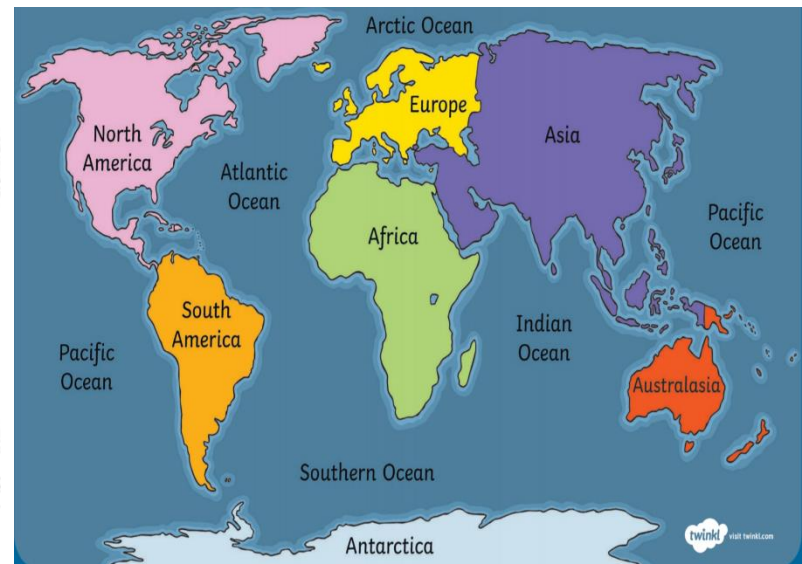 Arctic Ocean
North
America
Europe
Asia
Atlantic
Ocean
Africa
Pacific
Ocean
South
America
Indian
Ocean
Pacific
Ocean
Australasia
Southern Ocean
Antarctica
twinkl visit twinkl.com